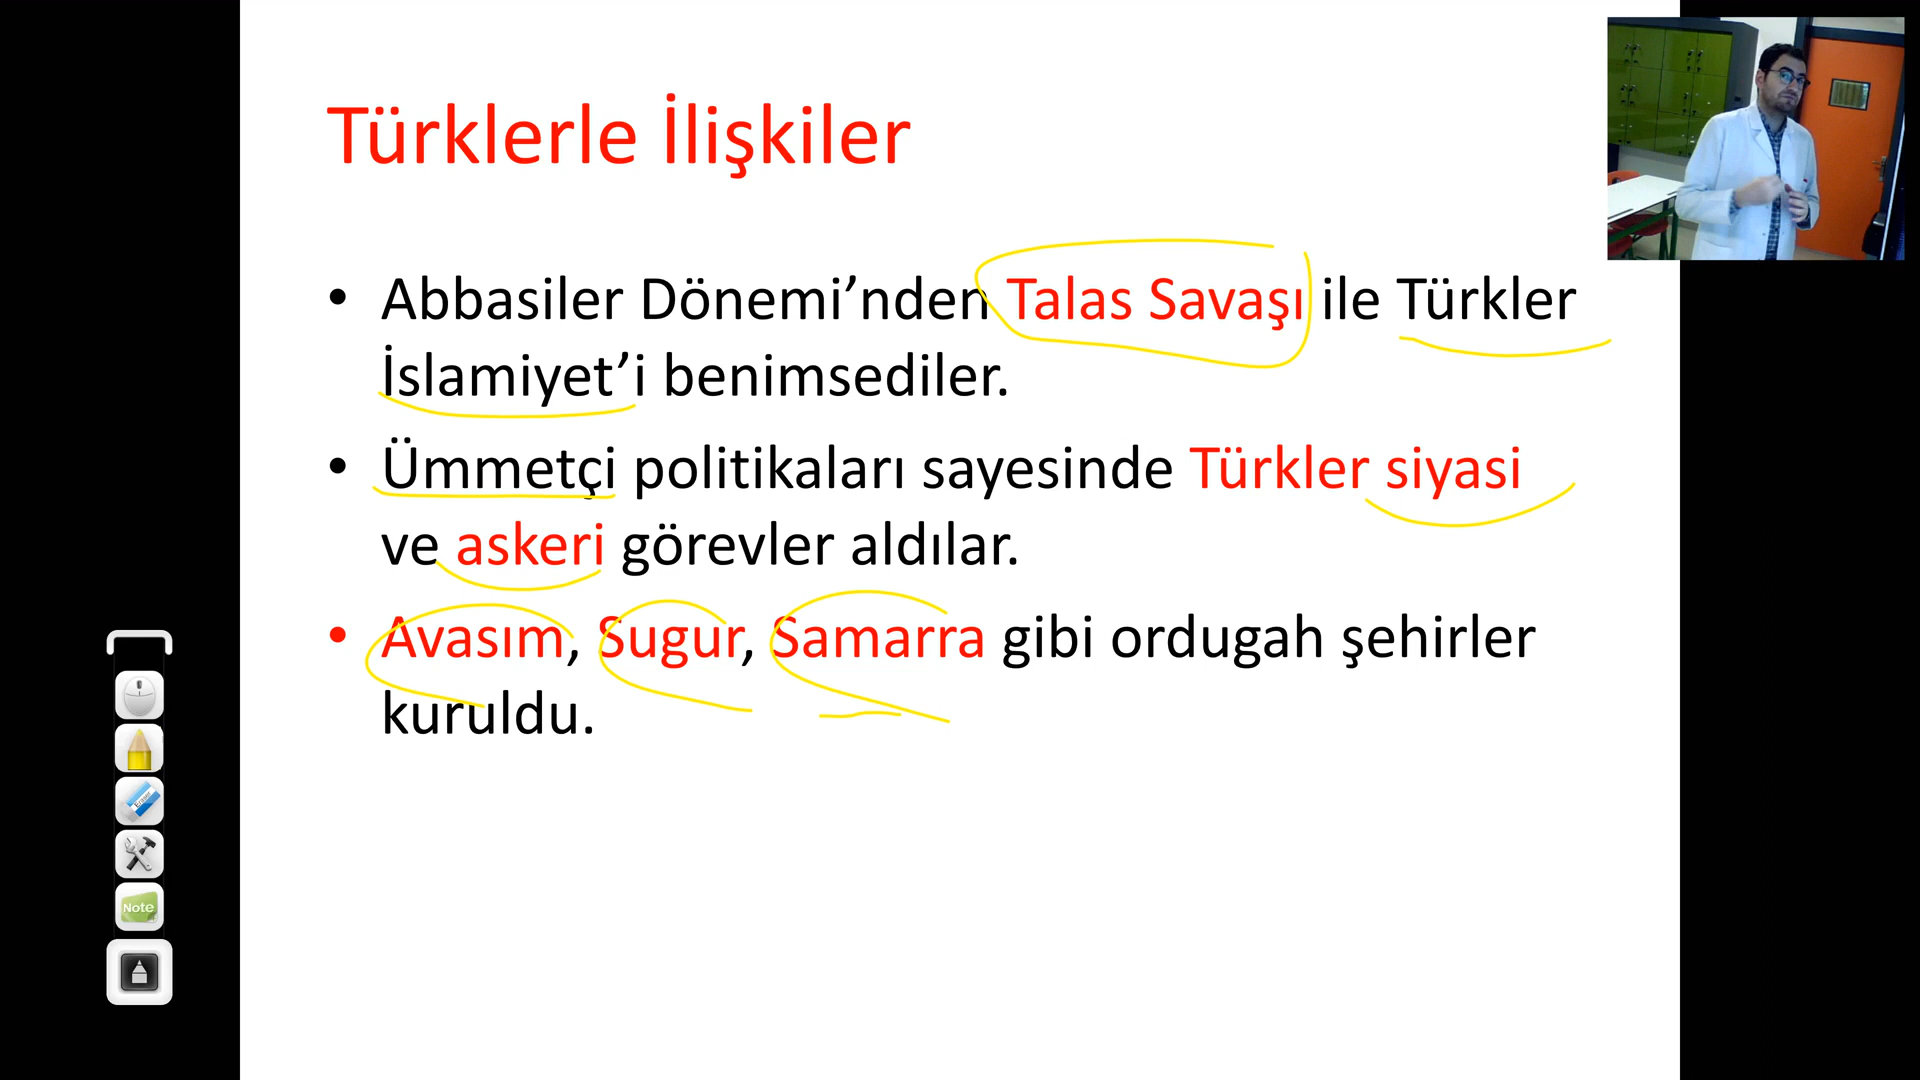 Türklerle İlişkiler
• Abbasiler Dönemi’nden Talas Savaşı ile Türkler
İslamiyet’i benimsediler.
• Ümmetçi politikaları sayesinde Türkler siyasi
ve askeri görevler aldılar.
• Avasım, Sugur, Samarra gibi ordugah şehirler
kuruldu.
Note